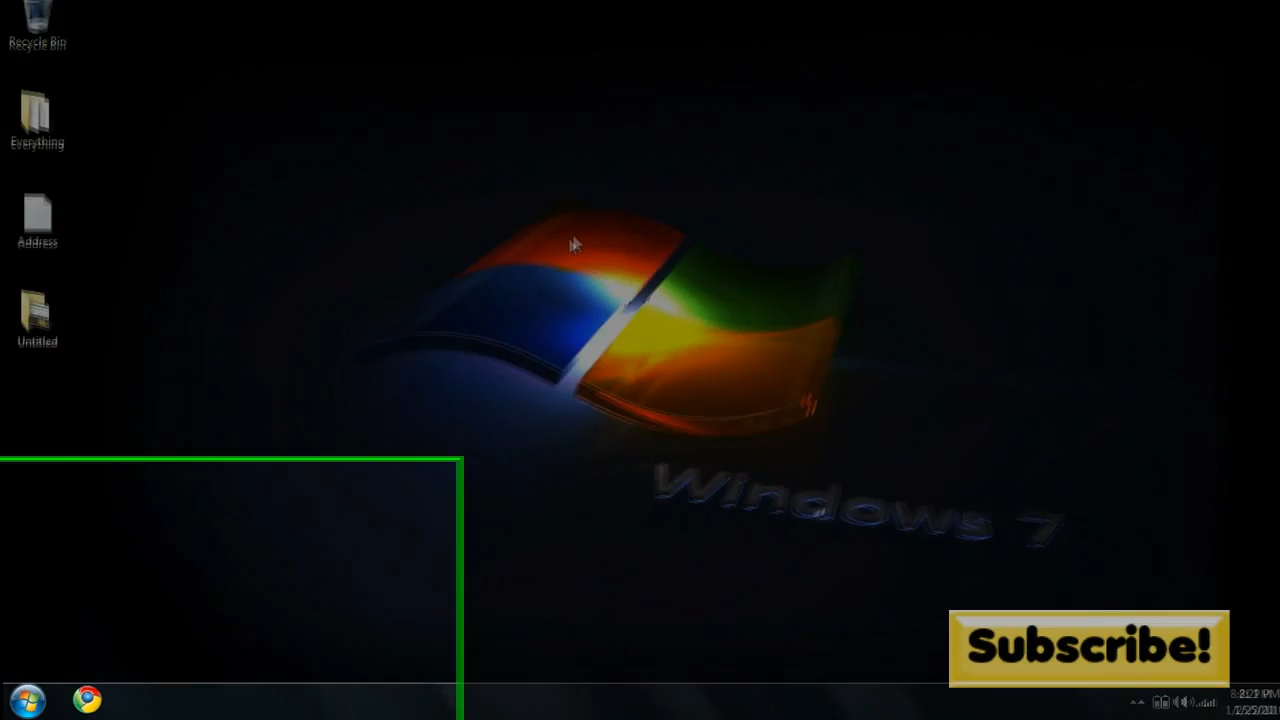 Recycle Bin
Everything
Address
Untitled
Windows 7
Subscribe!